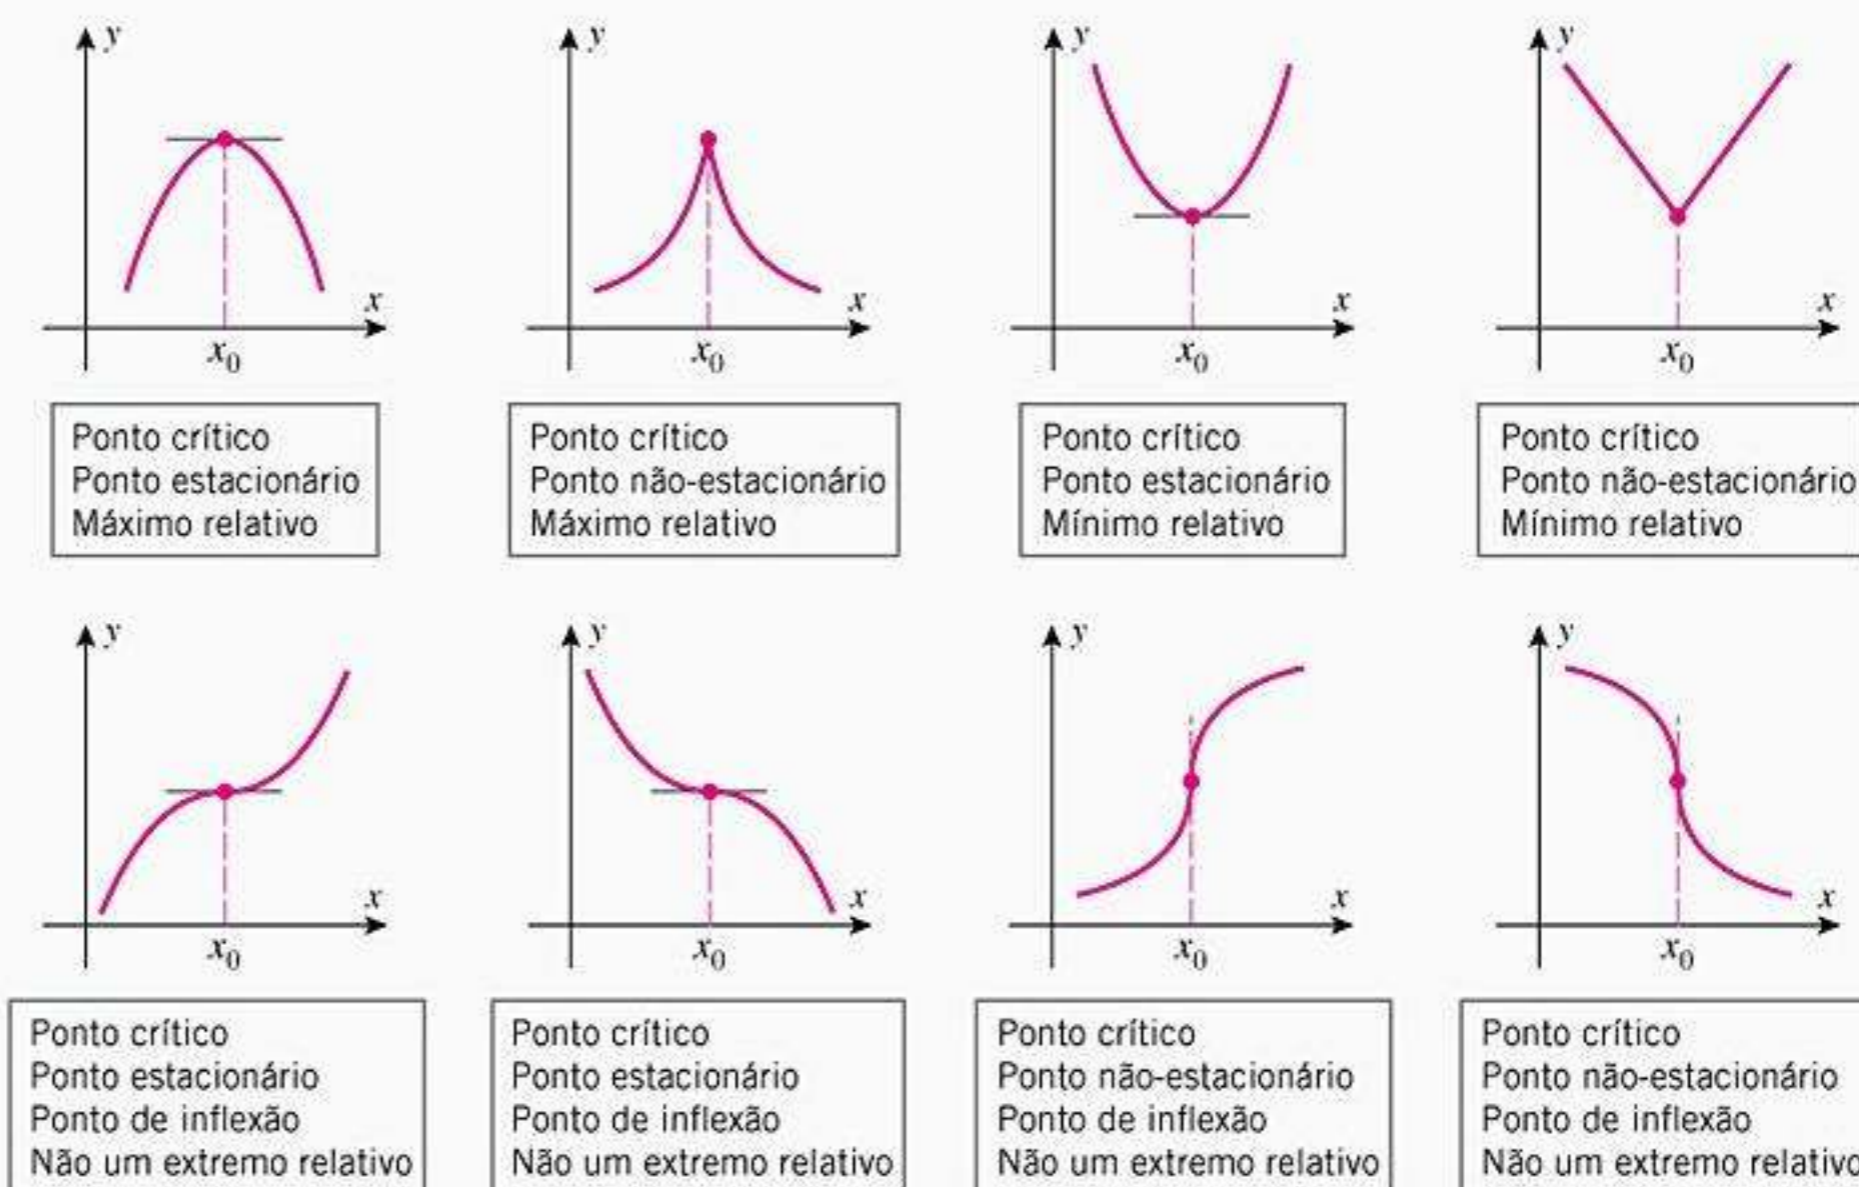 y
x
x0
Ponto crítico
Ponto estacionário
Máximo relativo
y
x
x0
Ponto crítico
Ponto não-estacionário
Máximo relativo
y
x
x0
Ponto crítico
Ponto estacionário
Mínimo relativo
y
x
x0
Ponto crítico
Ponto não-estacionário
Mínimo relativo
y
x
x0
Ponto crítico
Ponto estacionário
Ponto de inflexão
Não um extremo relativo
y
x
x0
Ponto crítico
Ponto estacionário
Ponto de inflexão
Não um extremo relativo
y
x
x0
Ponto crítico
Ponto não-estacionário
Ponto de inflexão
Não um extremo relativo
y
x
x0
Ponto crítico
Ponto não-estacionário
Ponto de inflexão
Não um extremo relativo